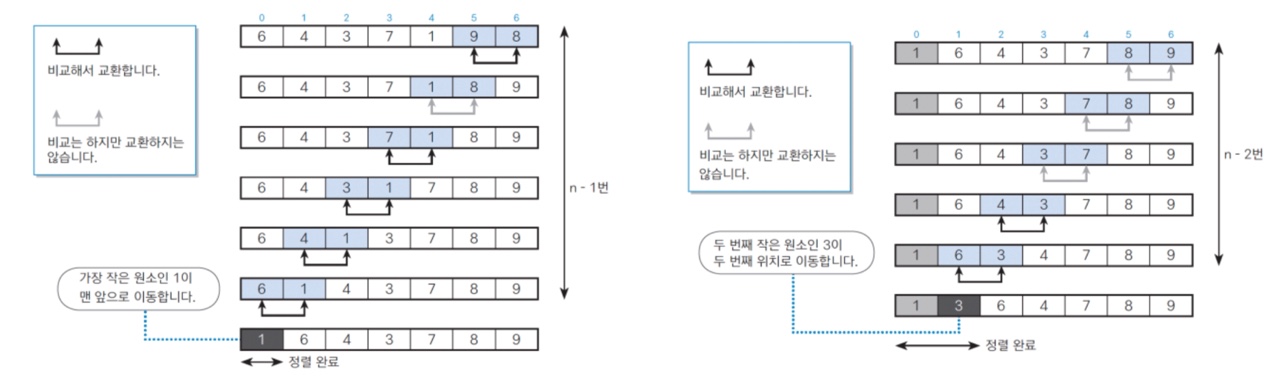 비교해서 교환합니다.
비교는 하지만 교환하지는
않습니다.
0 1 2 3 4 5 6
6 4 3 7 1 9 8
6 4 3 7 1 8 9
6 4 3 7 1 8 9
6 4 3 1 7 8 9
6 4 1 3 7 8 9
6 1 4 3 7 8 9
1 6 4 3 7 8 9
n - 1번
가장 작은 원소인 1이
맨 앞으로 이동합니다.
정렬 완료
비교해서 교환합니다.
비교는 하지만 교환하지는
않습니다.
0 1 2 3 4 5 6
1 6 4 3 7 8 9
1 6 4 3 7 8 9
1 6 4 3 7 8 9
1 6 4 3 7 8 9
1 6 3 4 7 8 9
1 3 6 4 7 8 9
n - 2번
두 번째 작은 원소인 3이
두 번째 위치로 이동합니다.
정렬 완료